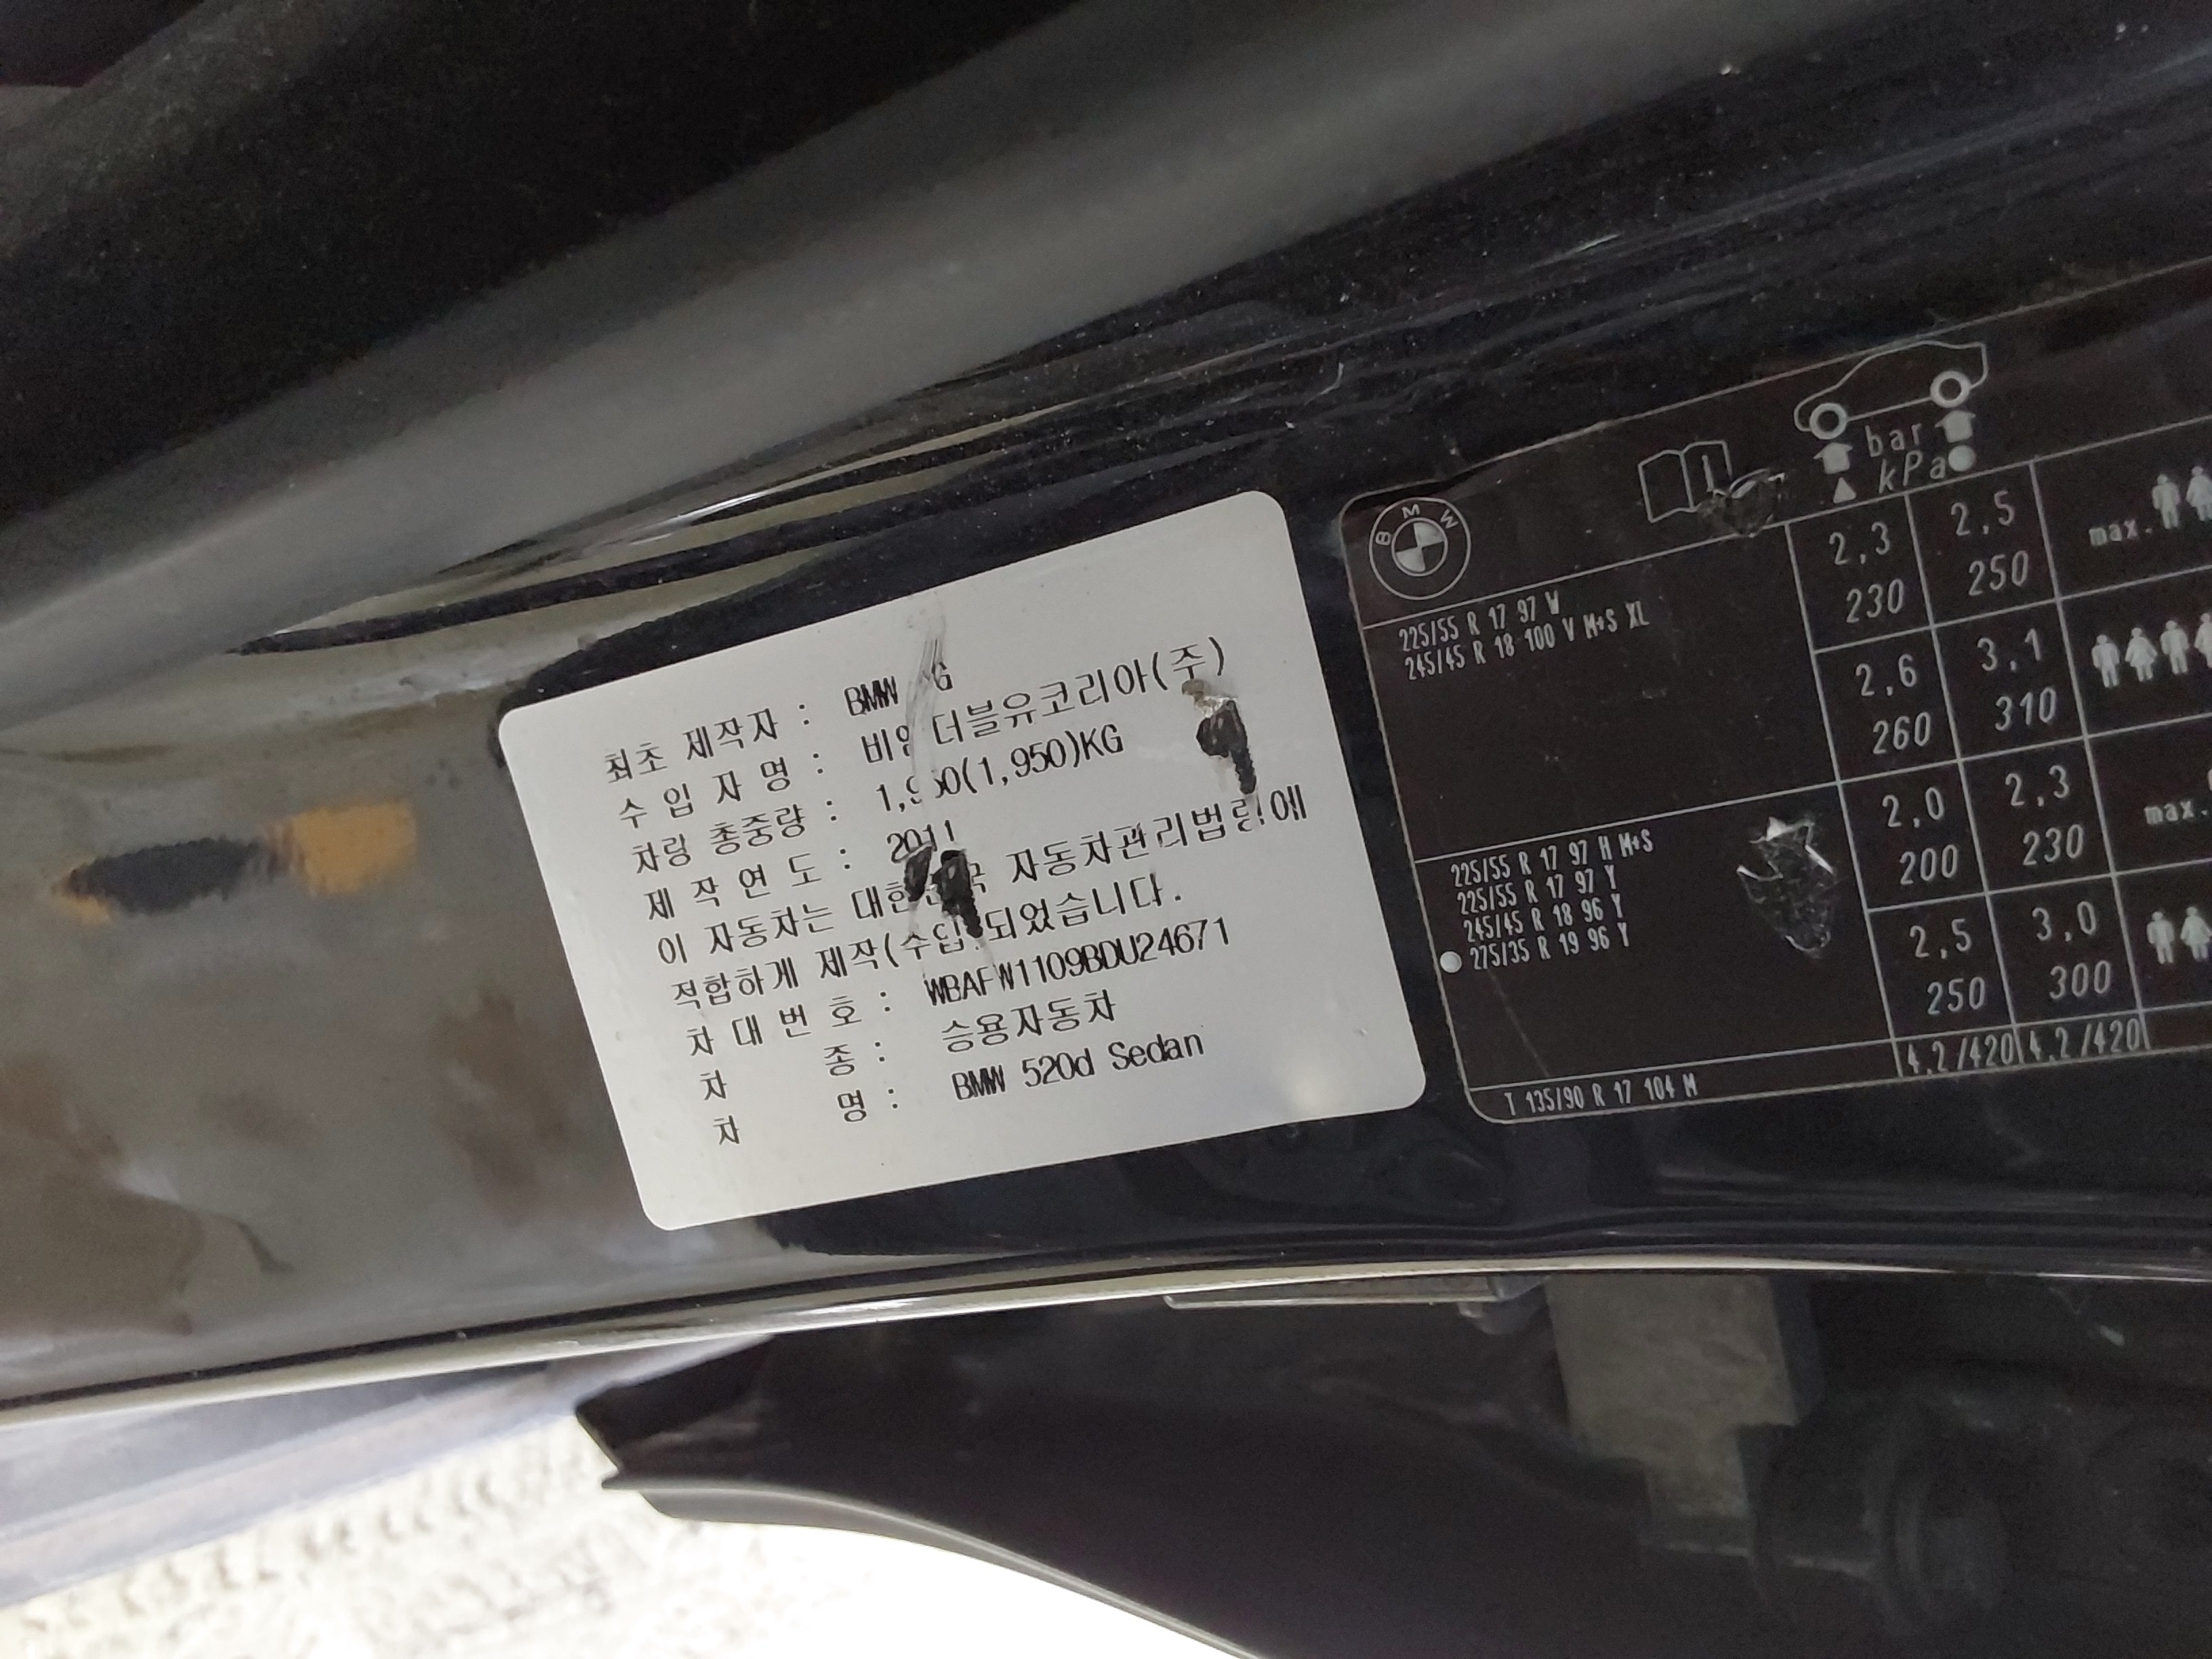 최초 제작자 : BMW
수 입 자 명 : 비엠더블유코리아(주)
차량 총중량 : 1,950(1,950)KG
제 작 연 도 : 2011
이 자동차는 대한민국 자동차관리법령에
적합하게 제작(수입)되었습니다.
차 대 번 호 : WBAFW1109BDU24671
차 종 : 승용자동차
차 명 : BMW 520d Sedan
BMW
bar
kPa
225/55 R 17 97 W
245/45 R 18 100 V M+S XL
2,3 2,5 max.
230 250
2,6 3,1
260 310
225/55 R 17 97 H M+S
225/55 R 17 97 Y
245/45 R 18 96 Y
275/35 R 19 96 Y
2,0 2,3 max.
200 230
2,5 3,0
250 300
T 135/90 R 17 104 M
4,2/420 4,2/420